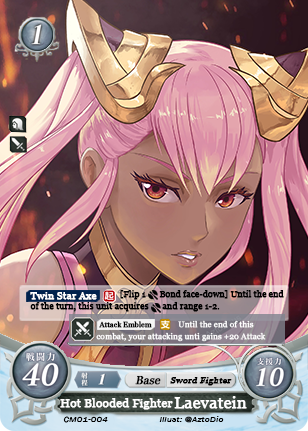 1
Twin Star Axe 起 [Flip 1 Bond face-down] Until the end
of the turn, this unit acquires and range 1-2.
Attack Emblem 支 Until the end of this
combat, your attacking unti gains +20 Attack
戦闘力 射程 支援力
40 1 Base Sword Fighter 10
Hot Blooded Fighter Laevatein
CM01-004 Illust: @AztoDio